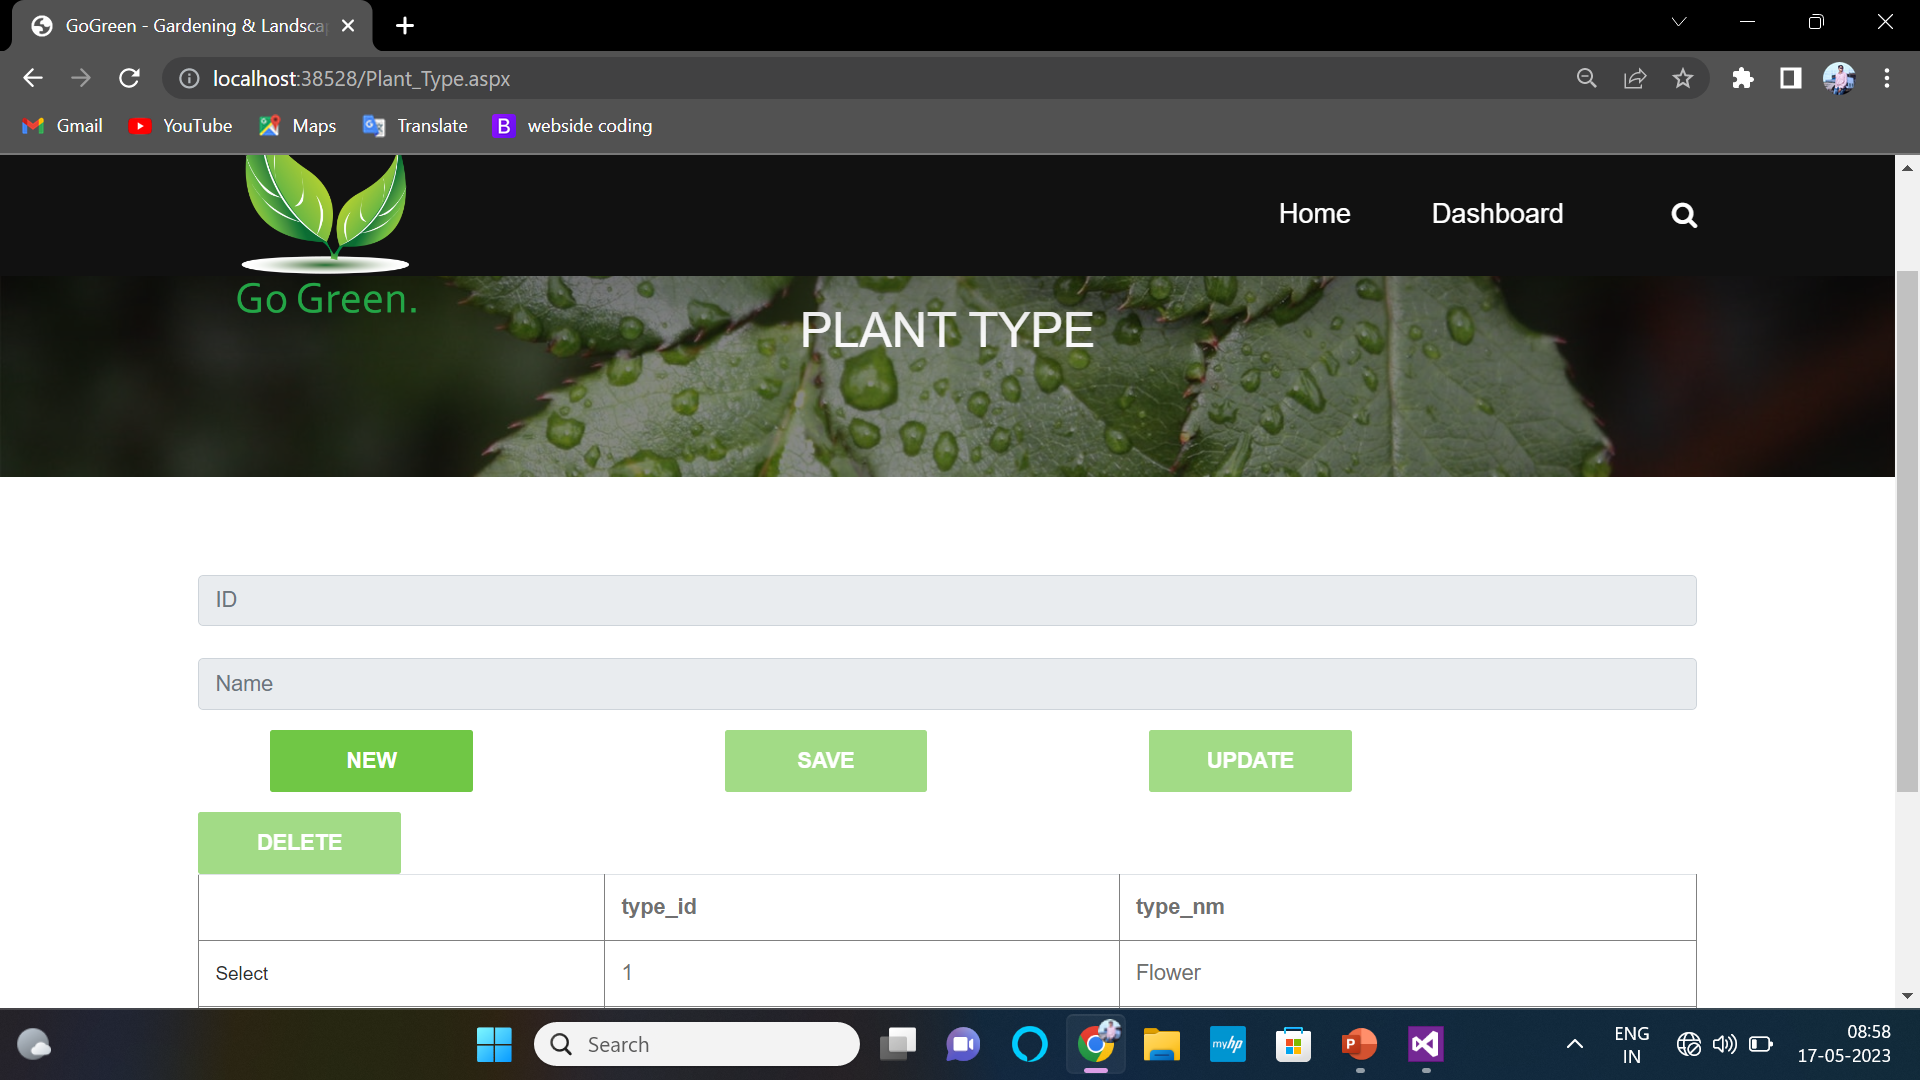 GoGreen - Gardening & Landsca
localhost:38528/Plant_Type.aspx
Gmail YouTube Maps Translate B webside coding
Home Dashboard
Go Green.
PLANT TYPE
ID
Name
NEW SAVE UPDATE
DELETE
type_id type_nm
Select 1 Flower
Search
myhp
P
ENG
IN
08:58
17-05-2023